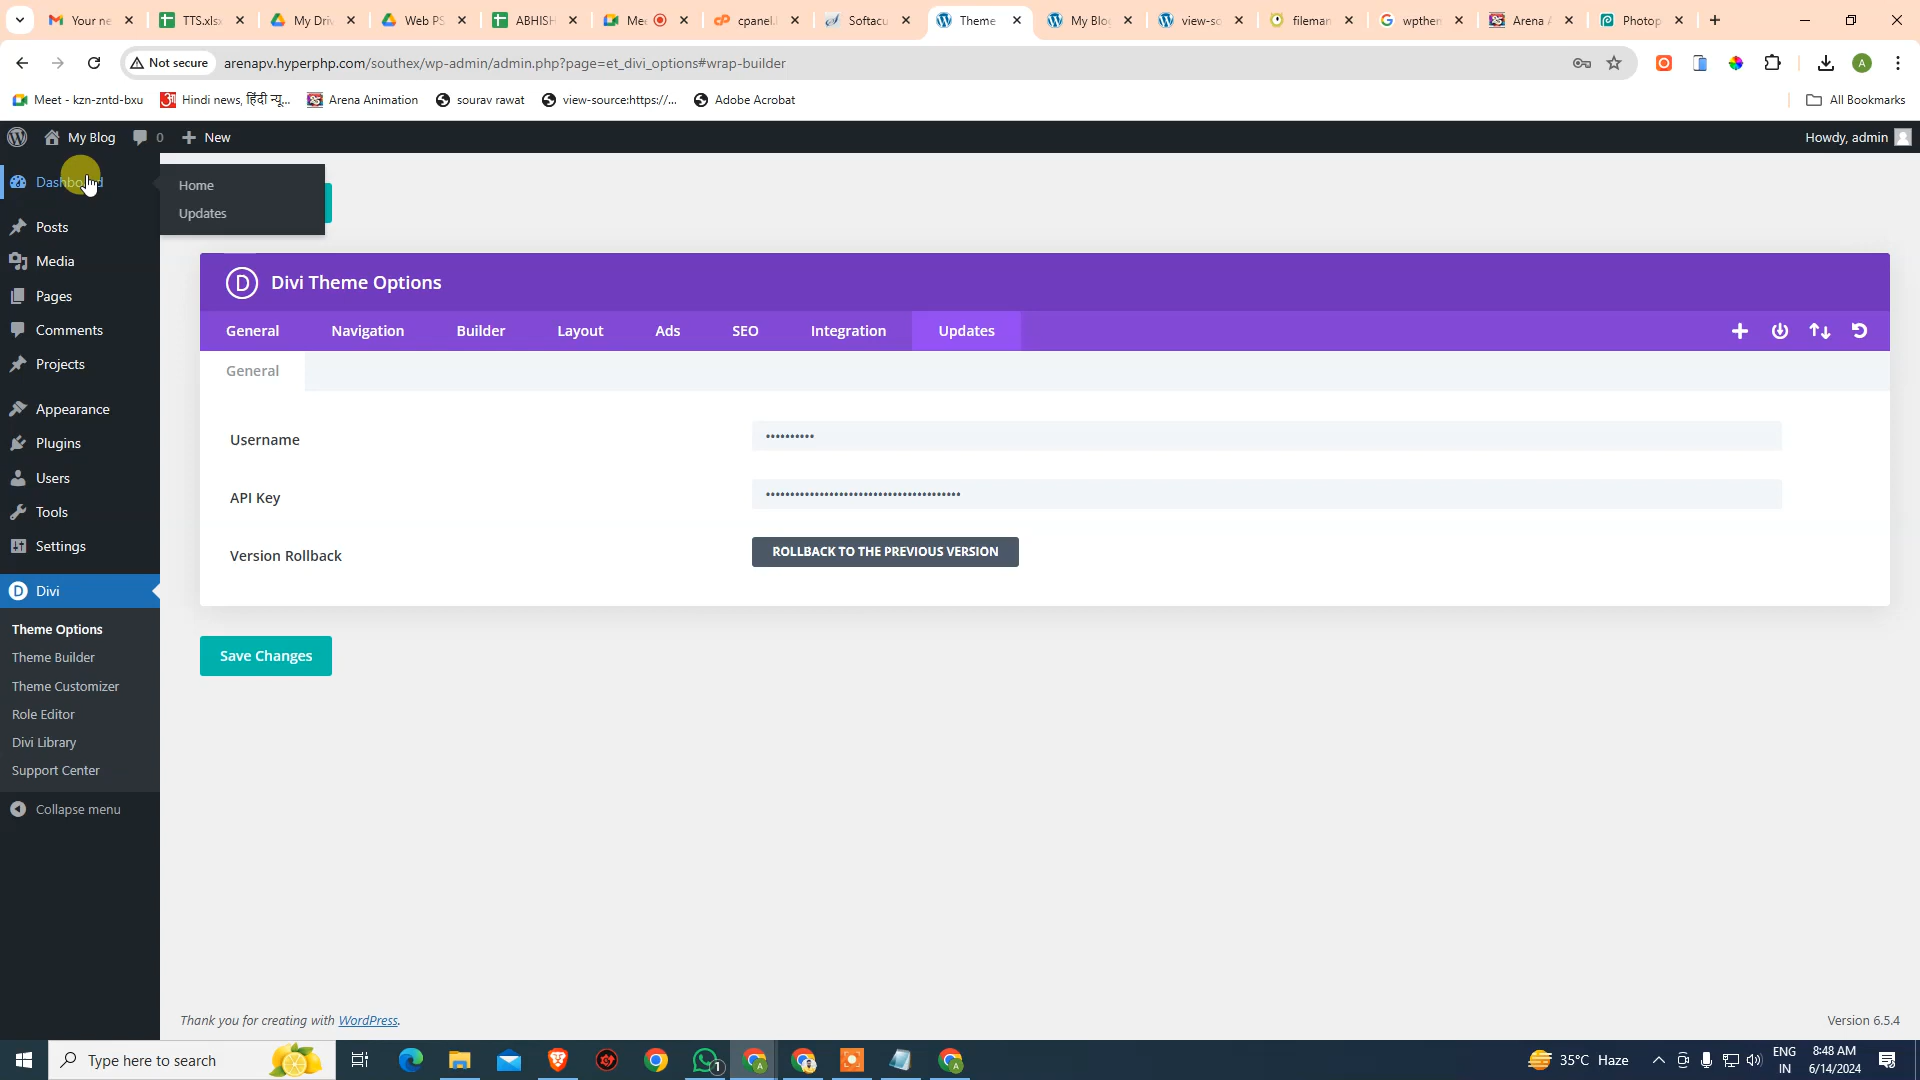 Your ne
TTS.xls
My Driv
Web PS
ABHISH
Me
cpanel.
Softacu
Theme
My Blo
view-so
filemar
wpthem
Arena A
Photop
Not secure
arenapv.hyperphp.com/southex/wp-admin/admin.php?page=et_divi_options#wrap-builder
Meet - kzn-zntd-bxu
Hindi news, हिंदी न्यू...
Arena Animation
sourav rawat
view-source:https://...
Adobe Acrobat
All Bookmarks
My Blog
0
New
Howdy, admin
Dashboard
Home
Updates
Posts
Media
Pages
Comments
Projects
Appearance
Plugins
Users
Tools
Settings
Divi
Theme Options
Theme Builder
Theme Customizer
Role Editor
Divi Library
Support Center
Collapse menu
D Divi Theme Options
General
Navigation
Builder
Layout
Ads
SEO
Integration
Updates
General
Username
••••••••••
API Key
••••••••••••••••••••••••••••••••••••••••
Version Rollback
ROLLBACK TO THE PREVIOUS VERSION
Save Changes
Thank you for creating with WordPress.
Version 6.5.4
Type here to search
1
35°C Haze
ENG
IN
8:48 AM
6/14/2024